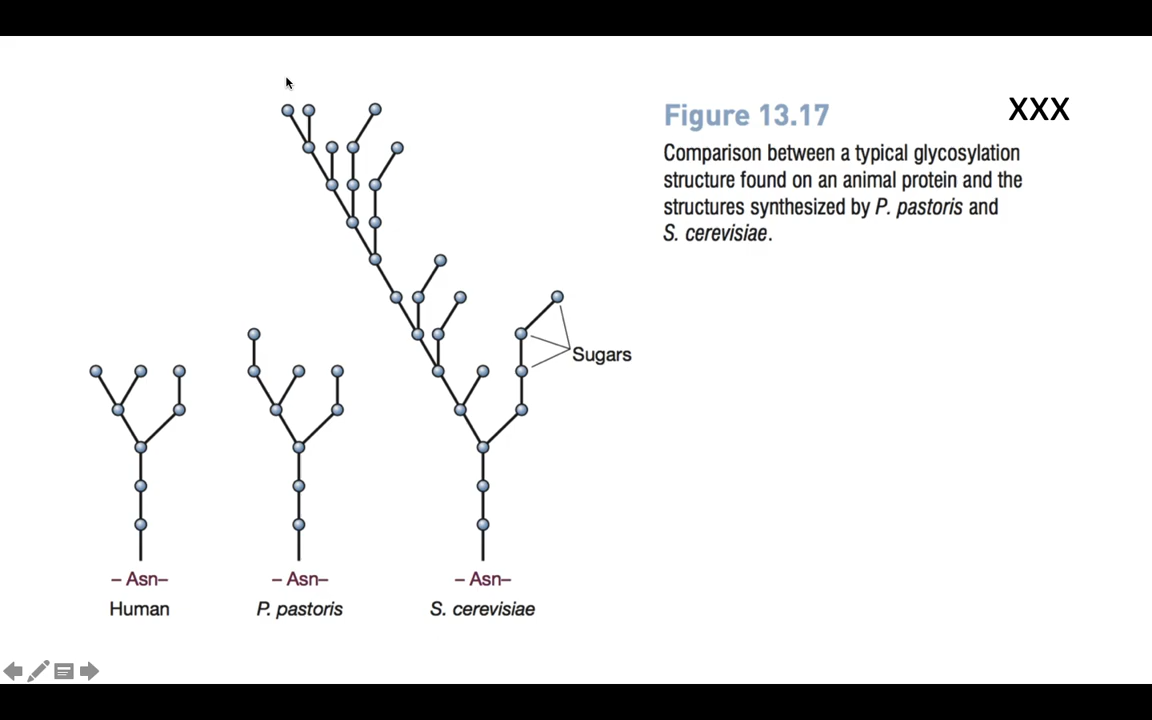 Figure 13.17
XXX
Comparison between a typical glycosylation
structure found on an animal protein and the
structures synthesized by P. pastoris and
S. cerevisiae.
Sugars
– Asn–
– Asn–
– Asn–
Human
P. pastoris
S. cerevisiae